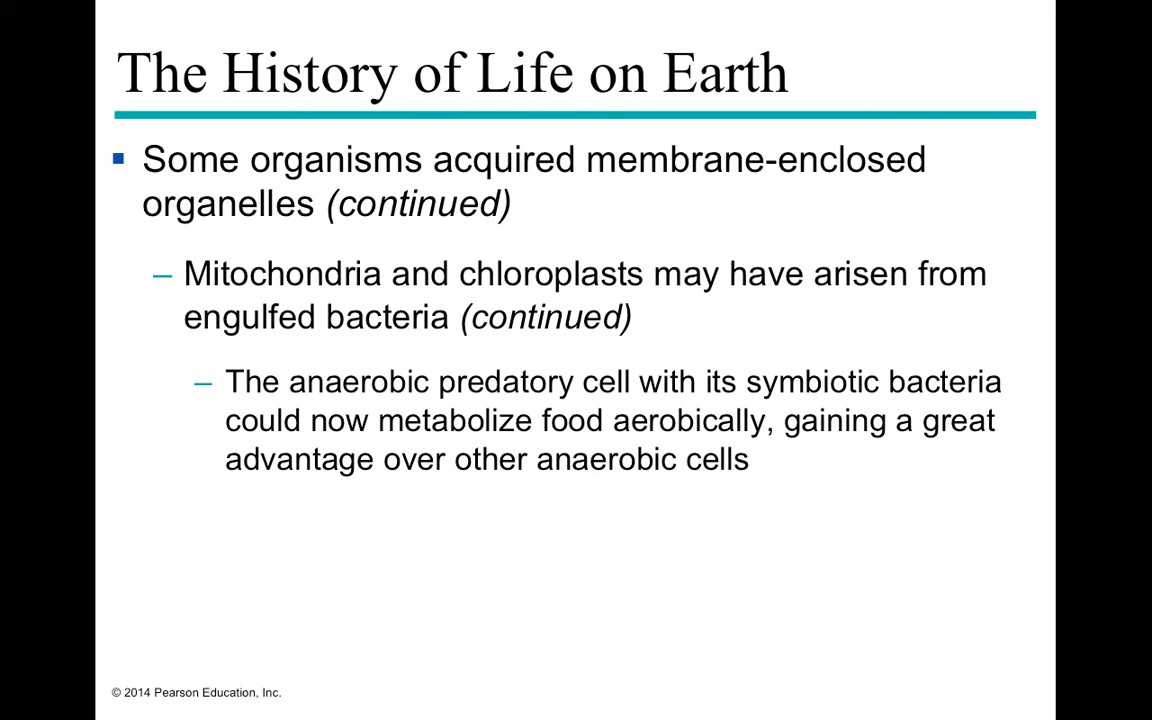 The History of Life on Earth
Some organisms acquired membrane-enclosed
organelles (continued)
– Mitochondria and chloroplasts may have arisen from
engulfed bacteria (continued)
– The anaerobic predatory cell with its symbiotic bacteria
could now metabolize food aerobically, gaining a great
advantage over other anaerobic cells
© 2014 Pearson Education, Inc.